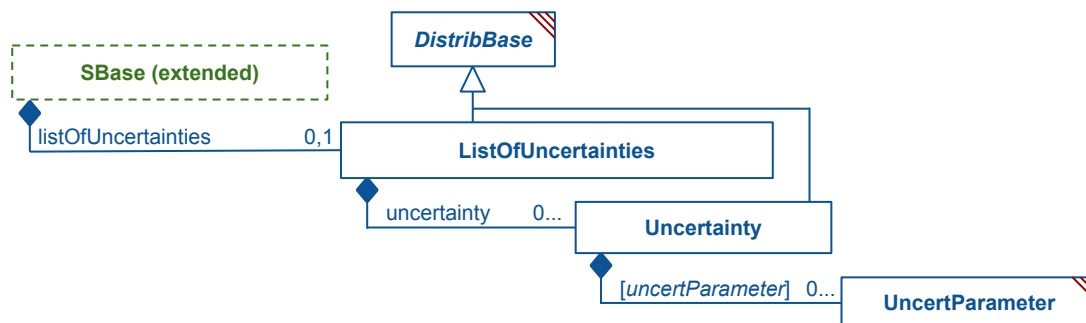 DistribBase
SBase (extended)
listOfUncertainties 0,1
ListOfUncertainties
uncertainty 0...
Uncertainty
[uncertParameter] 0...
UncertParameter